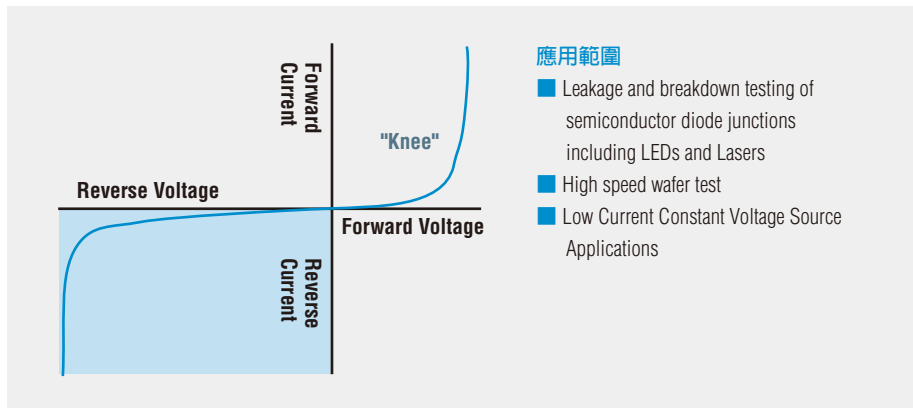 Forward
Current
"Knee"
Reverse Voltage
Forward Voltage
Reverse
Current
應用範圍
Leakage and breakdown testing of
semiconductor diode junctions
including LEDs and Lasers
High speed wafer test
Low Current Constant Voltage Source
Applications